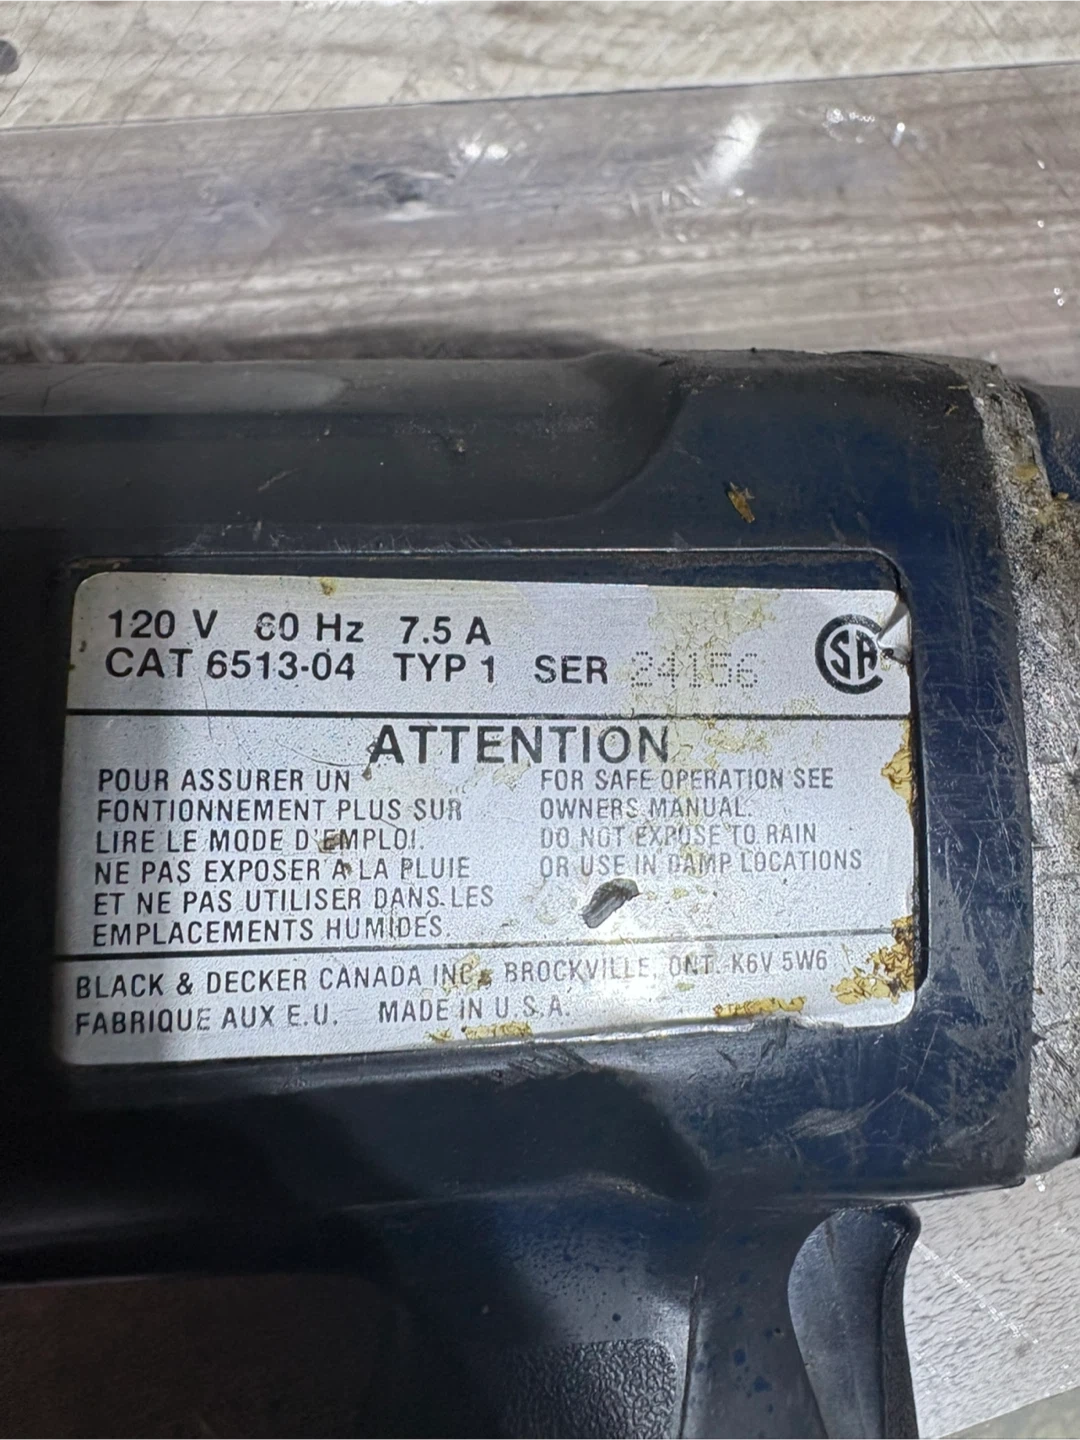 120 V 60 Hz 7.5 A
CAT 6513-04 TYP 1 SER 24156
SA
ATTENTION
POUR ASSURER UN
FONTIONNEMENT PLUS SUR
LIRE LE MODE D'EMPLOI.
NE PAS EXPOSER A LA PLUIE
ET NE PAS UTILISER DANS LES
EMPLACEMENTS HUMIDES.
FOR SAFE OPERATION SEE
OWNERS MANUAL.
DO NOT EXPOSE TO RAIN
OR USE IN DAMP LOCATIONS
BLACK & DECKER CANADA INC. BROCKVILLE, ONT. K6V 5W6
FABRIQUE AUX E.U. MADE IN U.S.A.